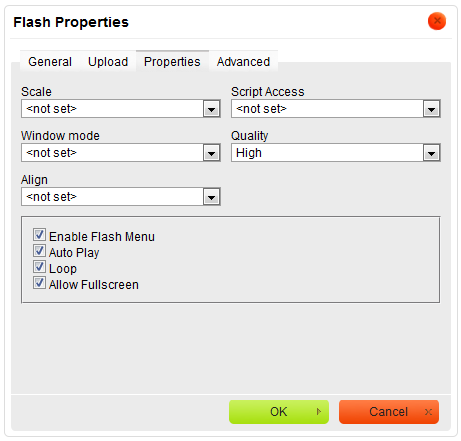 Flash Properties
General Upload Properties Advanced
Scale Script Access
<not set> <not set>
Window mode Quality
<not set> High
Align
<not set>
Enable Flash Menu
Auto Play
Loop
Allow Fullscreen
OK Cancel